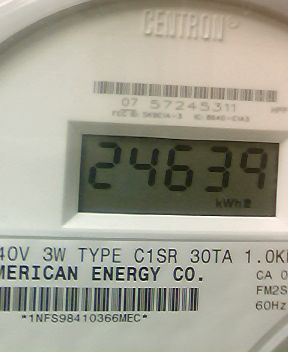 CENTRON®
07 57245311
24639
kWh
40V 3W TYPE C1SR 30TA 1.0K
MERICAN ENERGY CO.
CA 0
FM2S
60Hz
*1NFS98410366MEC*